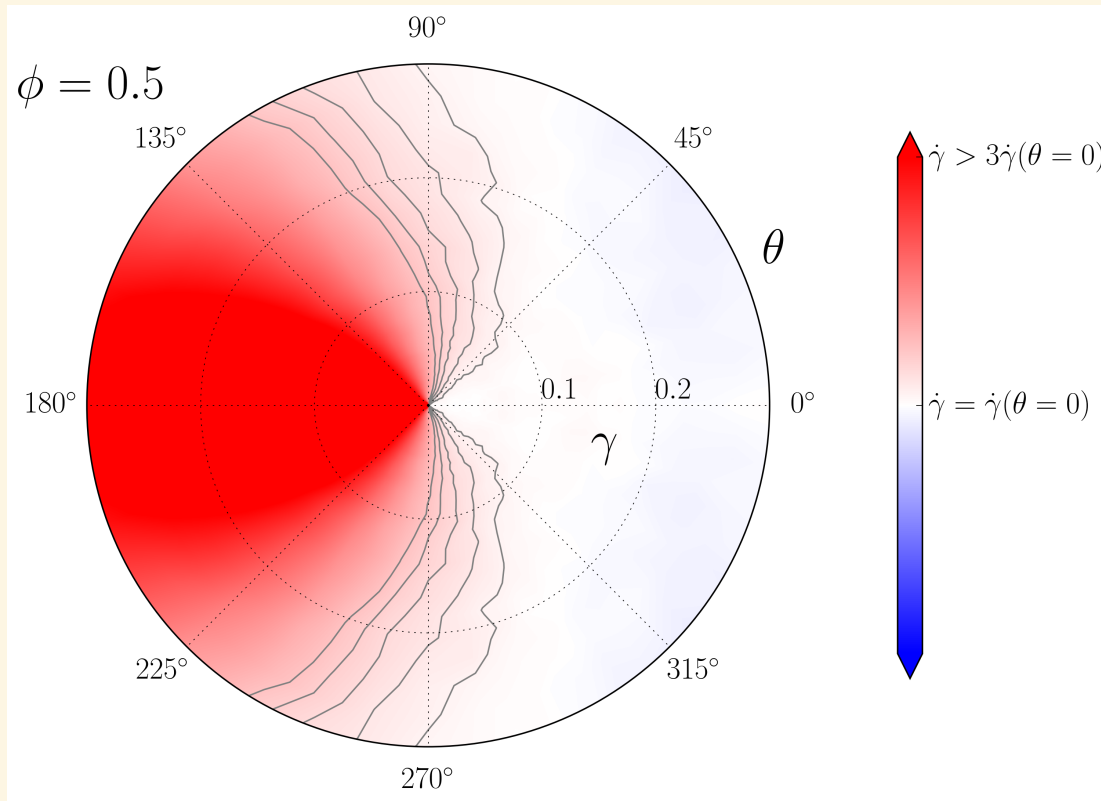 90°
ϕ = 0.5
135°
45°
γ̇ > 3γ̇(θ = 0)
θ
180°
0.1
0.2
0°
γ̇ = γ̇(θ = 0)
γ
225°
315°
270°